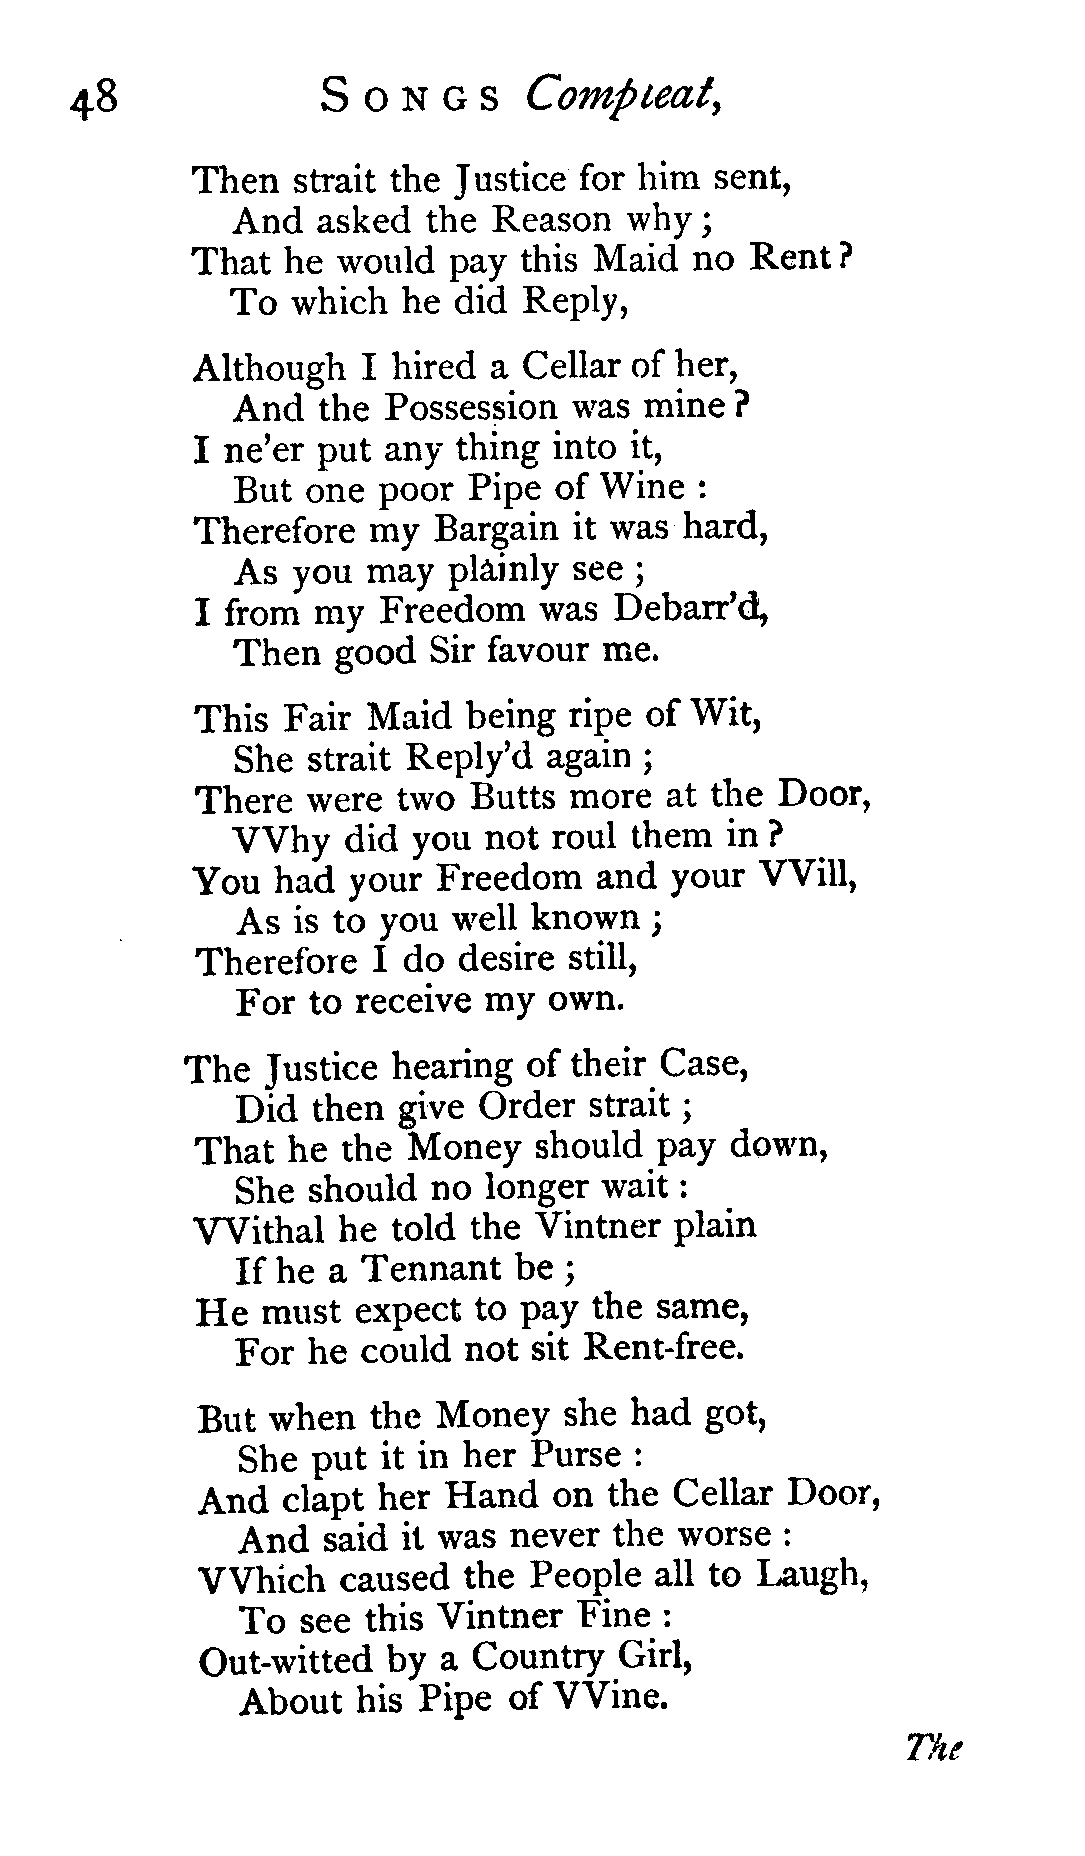 48 SONGS Compleat,
Then strait the Justice for him sent,
And asked the Reason why ;
That he would pay this Maid no Rent ?
To which he did Reply,
Although I hired a Cellar of her,
And the Possession was mine ?
I ne'er put any thing into it,
But one poor Pipe of Wine :
Therefore my Bargain it was hard,
As you may plainly see ;
I from my Freedom was Debarr'd,
Then good Sir favour me.
This Fair Maid being ripe of Wit,
She strait Reply'd again ;
There were two Butts more at the Door,
VVhy did you not roul them in ?
You had your Freedom and your VVill,
As is to you well known ;
Therefore I do desire still,
For to receive my own.
The Justice hearing of their Case,
Did then give Order strait ;
That he the Money should pay down,
She should no longer wait :
VVithal he told the Vintner plain
If he a Tennant be ;
He must expect to pay the same,
For he could not sit Rent-free.
But when the Money she had got,
She put it in her Purse :
And clapt her Hand on the Cellar Door,
And said it was never the worse :
VVhich caused the People all to Laugh,
To see this Vintner Fine :
Out-witted by a Country Girl,
About his Pipe of VVine.
The